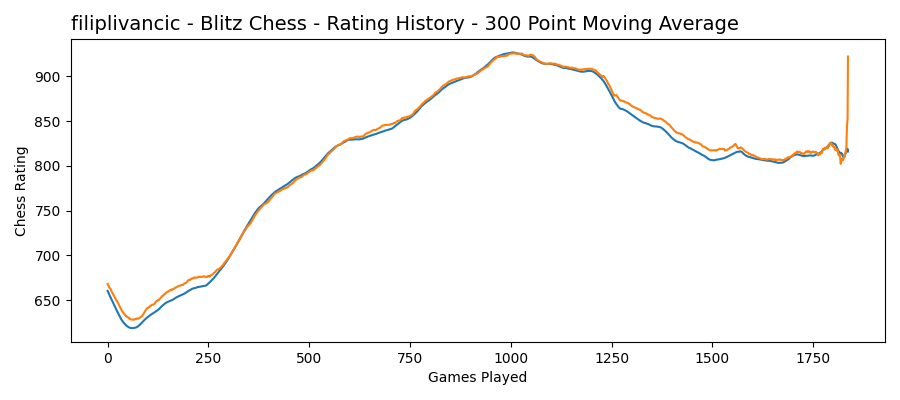 filiplivancic - Blitz Chess - Rating History - 300 Point Moving Average
900
850
800
750
700
650
Chess Rating
0 250 500 750 1000 1250 1500 1750
Games Played